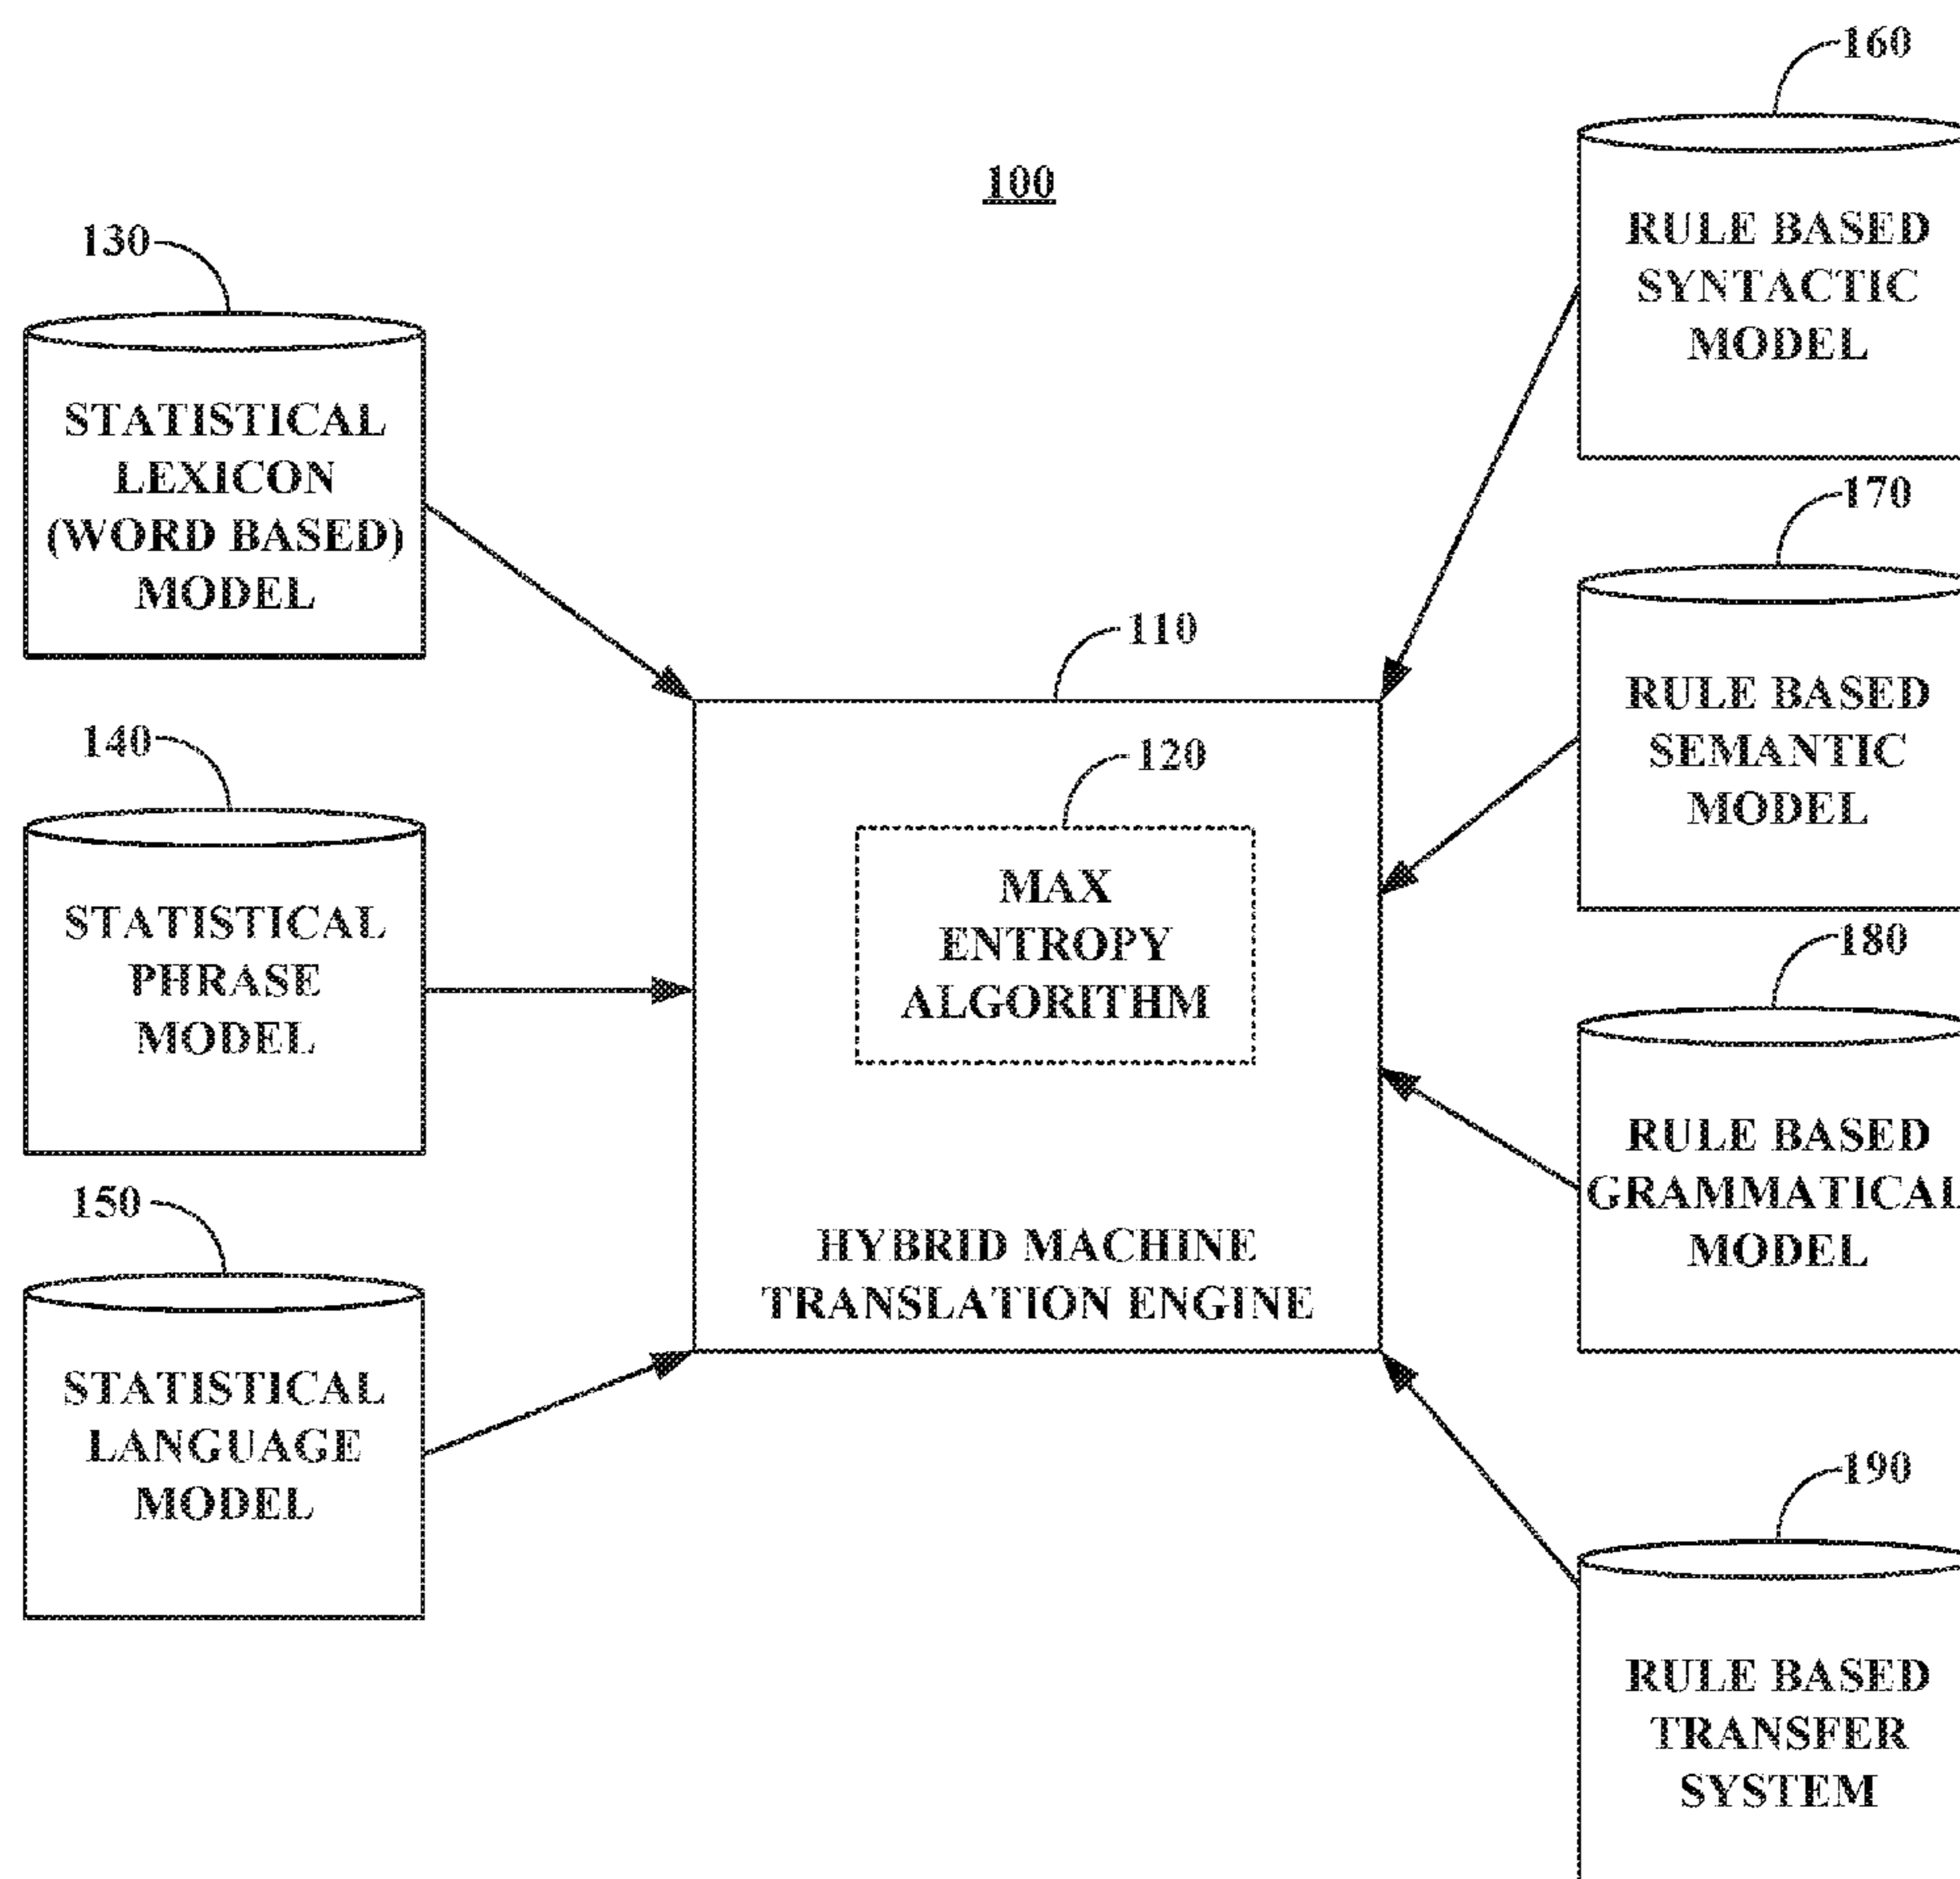 100
130
STATISTICAL
LEXICON
(WORD BASED)
MODEL
140
STATISTICAL
PHRASE
MODEL
150
STATISTICAL
LANGUAGE
MODEL
110
120
MAX
ENTROPY
ALGORITHM
HYBRID MACHINE
TRANSLATION ENGINE
160
RULE BASED
SYNTACTIC
MODEL
170
RULE BASED
SEMANTIC
MODEL
180
RULE BASED
GRAMMATICAL
MODEL
190
RULE BASED
TRANSFER
SYSTEM